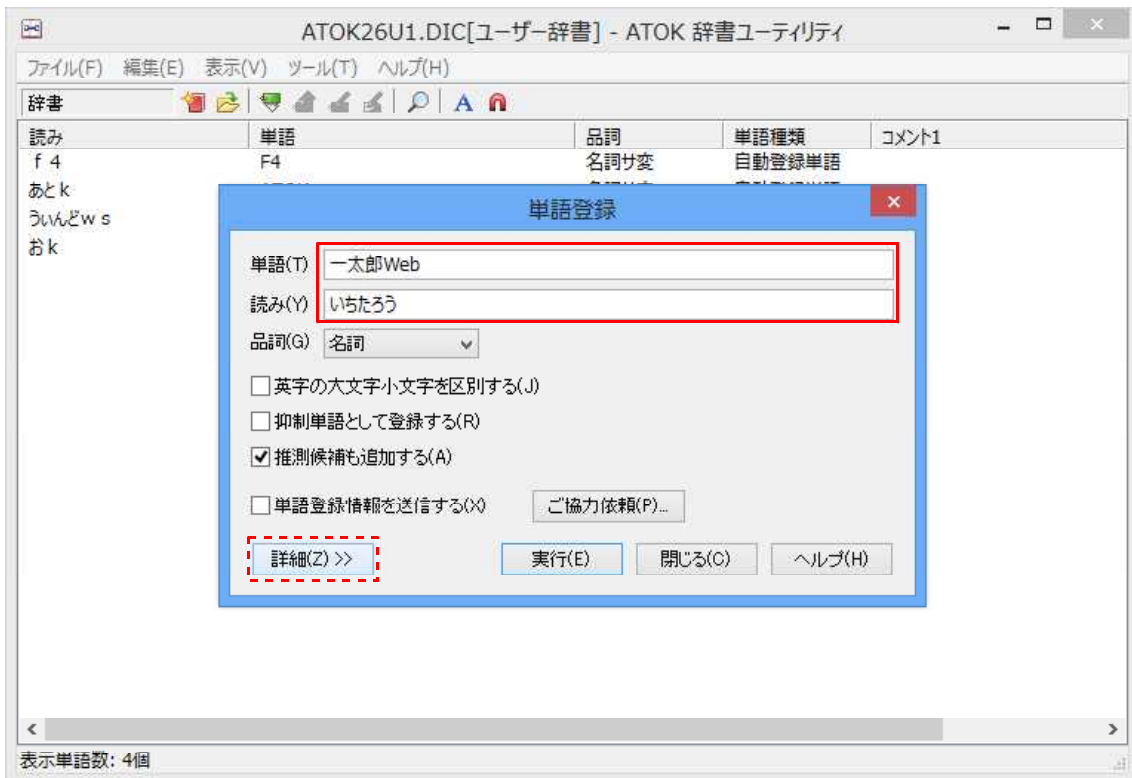 ATOK26U1.DIC[ユーザー辞書] - ATOK 辞書ユーティリティ
ファイル(F) 編集(E) 表示(V) ツール(T) ヘルプ(H)
辞書 A
読み 単語 品詞 単語種類 コメント1
ｆ４ F4 名詞サ変 自動登録単語
あとｋ
うぃんどｗｓ
おｋ
単語登録
単語(T) 一太郎Web
読み(Y) いちたろう
品詞(G) 名詞
英字の大文字小文字を区別する(J)
抑制単語として登録する(R)
推測候補も追加する(A)
単語登録情報を送信する(X) ご協力依頼(P)...
詳細(Z) >> 実行(E) 閉じる(C) ヘルプ(H)
表示単語数: 4個